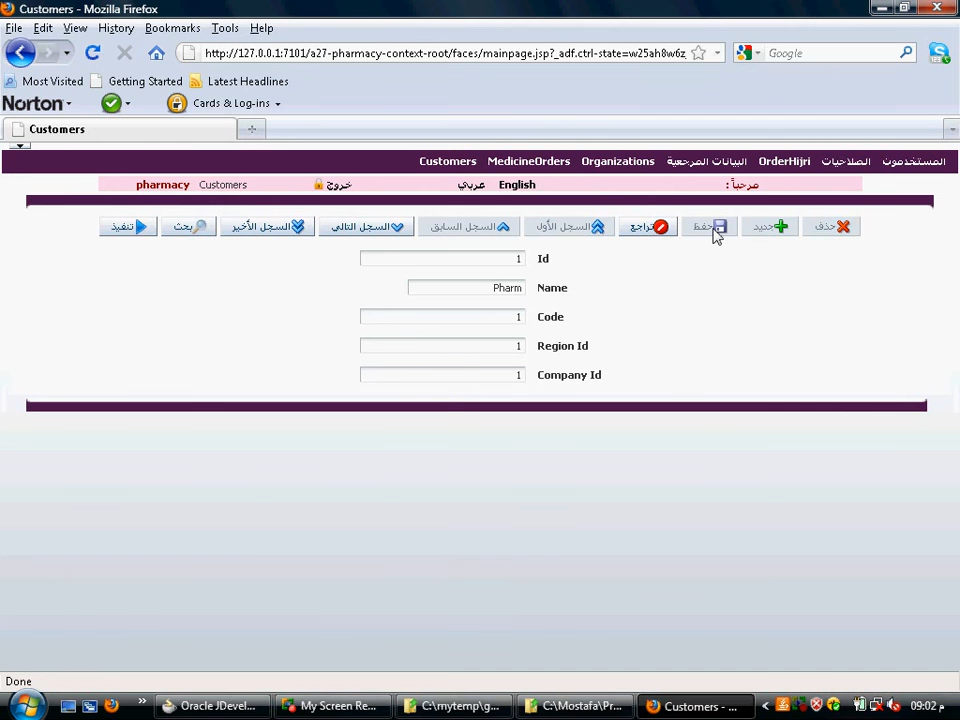 Customers - Mozilla Firefox
File Edit View History Bookmarks Tools Help
http://127.0.0.1:7101/a27-pharmacy-context-root/faces/mainpage.jsp?_adf.ctrl-state=w25ah8w6z
Google
Most Visited Getting Started Latest Headlines
Norton Cards & Log-ins
Customers
المستخدمون الصلاحيات OrderHijri البيانات المرجعية Organizations MedicineOrders Customers
مرحباً : English عربي خروج Customers pharmacy
حذف جديد حفظ تراجع السجل الأول السجل السابق السجل التالي السجل الأخير بحث تنفيذ
Id 1
Name Pharm
Code 1
Region Id 1
Company Id 1
Done
Oracle JDevel... My Screen Re... C:\mytemp\g... C:\Mostafa\Pr... Customers - ... 09:02 م